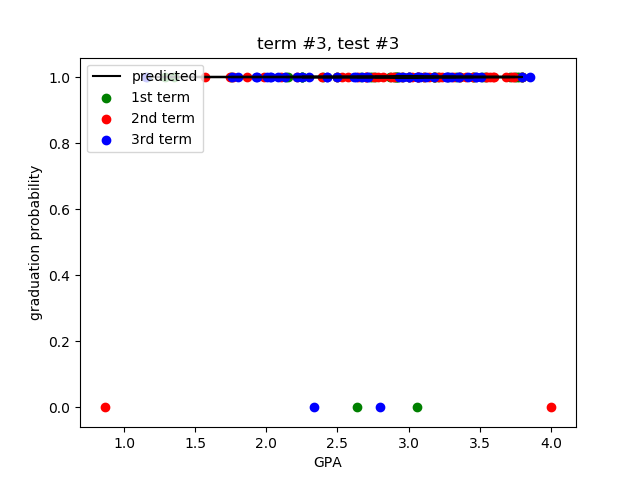 term #3, test #3
graduation probability
1.0
0.8
0.6
0.4
0.2
0.0
predicted
1st term
2nd term
3rd term
1.0 1.5 2.0 2.5 3.0 3.5 4.0
GPA